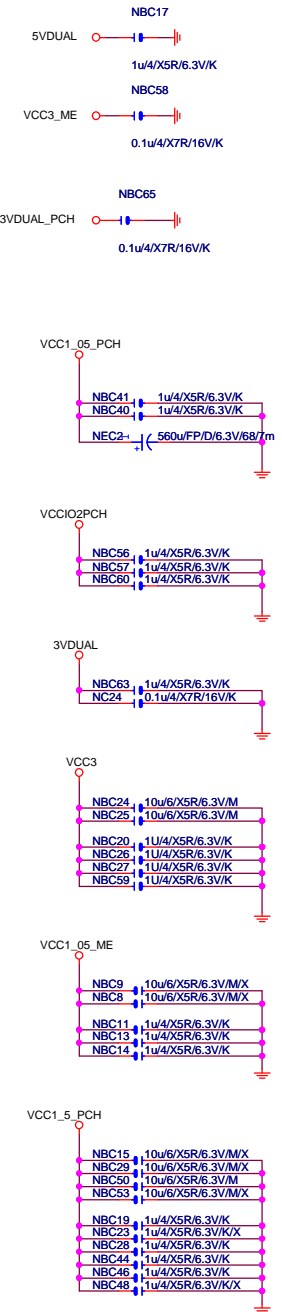 NBC17
5VDUAL
1u/4/X5R/6.3V/K
NBC58
VCC3_ME
0.1u/4/X7R/16V/K
NBC65
3VDUAL_PCH
0.1u/4/X7R/16V/K
VCC1_05_PCH
NBC41 1u/4/X5R/6.3V/K
NBC40 1u/4/X5R/6.3V/K
NEC2 560u/FP/D/6.3V/68/7m
+
VCCIO2PCH
NBC56 1u/4/X5R/6.3V/K
NBC57 1u/4/X5R/6.3V/K
NBC60 1u/4/X5R/6.3V/K
3VDUAL
NBC63 1u/4/X5R/6.3V/K
NC24 0.1u/4/X7R/16V/K
VCC3
NBC24 10u/6/X5R/6.3V/M
NBC25 10u/6/X5R/6.3V/M
NBC20 1U/4/X5R/6.3V/K
NBC26 1U/4/X5R/6.3V/K
NBC27 1U/4/X5R/6.3V/K
NBC59 1U/4/X5R/6.3V/K
VCC1_05_ME
NBC9 10u/6/X5R/6.3V/M/X
NBC8 10u/6/X5R/6.3V/M/X
NBC11 1u/4/X5R/6.3V/K
NBC13 1u/4/X5R/6.3V/K
NBC14 1u/4/X5R/6.3V/K
VCC1_5_PCH
NBC15 10u/6/X5R/6.3V/M/X
NBC29 10u/6/X5R/6.3V/M/X
NBC50 10u/6/X5R/6.3V/M
NBC53 10u/6/X5R/6.3V/M/X
NBC19 1u/4/X5R/6.3V/K
NBC23 1u/4/X5R/6.3V/K/X
NBC28 1u/4/X5R/6.3V/K
NBC44 1u/4/X5R/6.3V/K
NBC46 1u/4/X5R/6.3V/K
NBC48 1u/4/X5R/6.3V/K/X